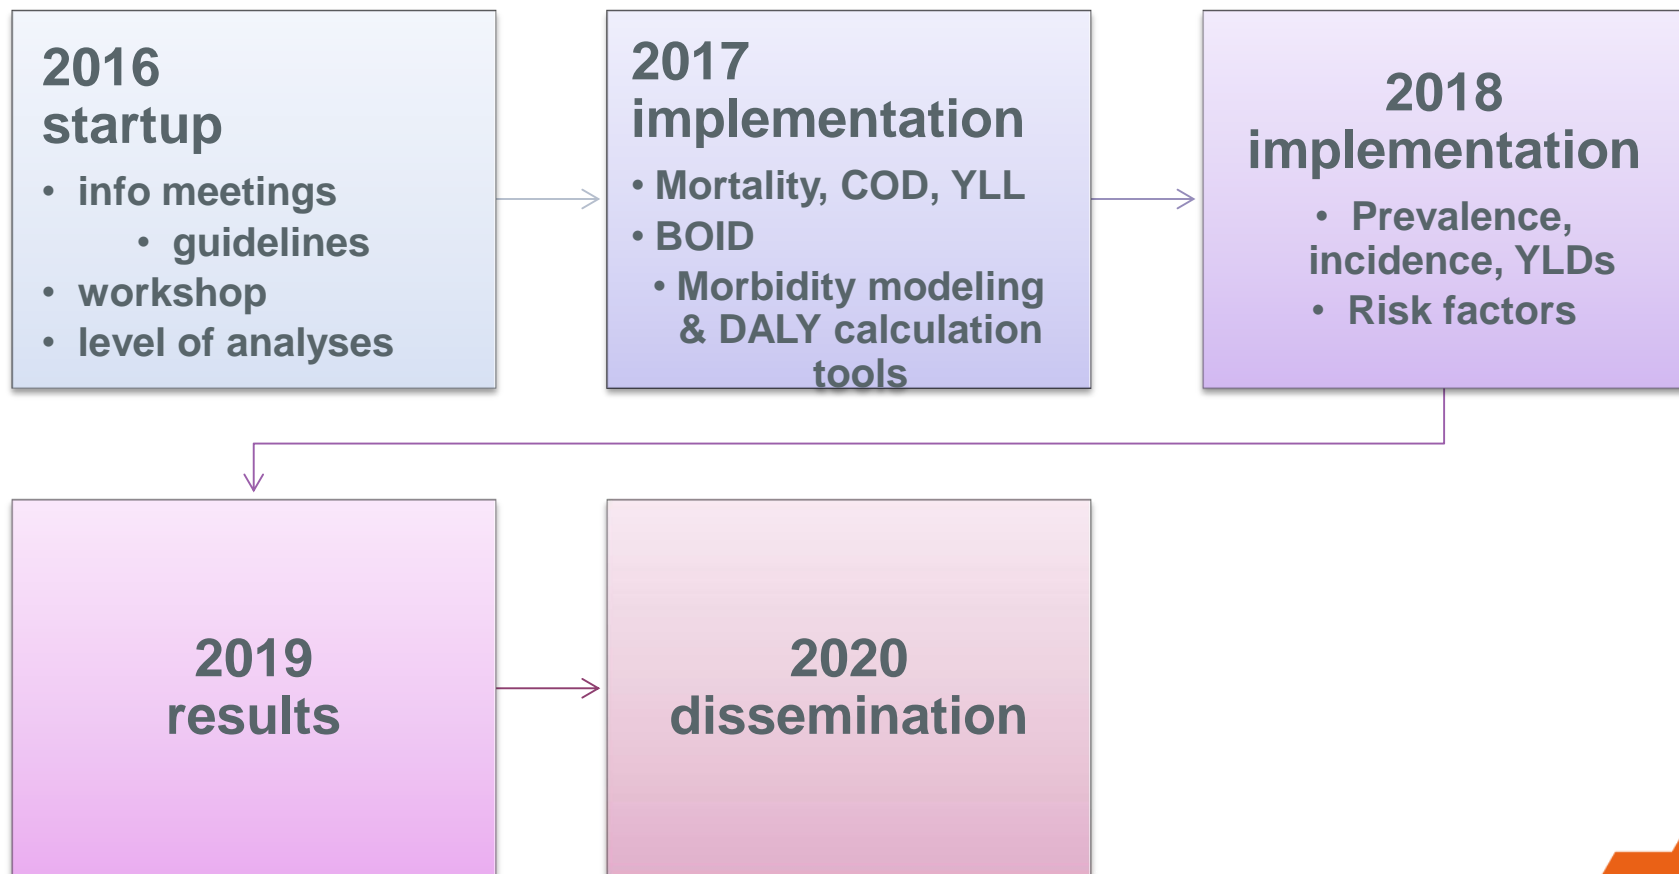 2016
startup
• info meetings
• guidelines
• workshop
• level of analyses
2017
implementation
• Mortality, COD, YLL
• BOID
• Morbidity modeling
& DALY calculation
tools
2018
implementation
• Prevalence,
incidence, YLDs
• Risk factors
2019
results
2020
dissemination